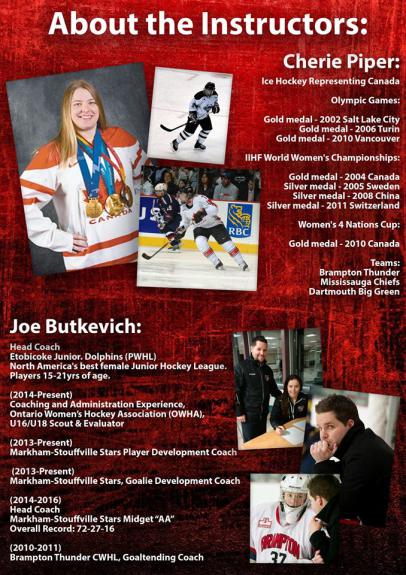 About the Instructors:
Cherie Piper:
Ice Hockey Representing Canada
Olympic Games:
Gold medal - 2002 Salt Lake City
Gold medal - 2006 Turin
Gold medal - 2010 Vancouver
IIHF World Women's Championships:
Gold medal - 2004 Canada
Silver medal - 2005 Sweden
Silver medal - 2008 China
Silver medal - 2011 Switzerland
Women's 4 Nations Cup:
Gold medal - 2010 Canada
Teams:
Brampton Thunder
Mississauga Chiefs
Dartmouth Big Green
CANADA
RBC
Joe Butkevich:
Head Coach
Etobicoke Junior. Dolphins (PWHL)
North America's best female Junior Hockey League.
Players 15-21yrs of age.
(2014-Present)
Coaching and Administration Experience,
Ontario Women's Hockey Association (OWHA),
U16/U18 Scout & Evaluator
(2013-Present)
Markham-Stouffville Stars Player Development Coach
(2013-Present)
Markham-Stouffville Stars, Goalie Development Coach
(2014-2016)
Head Coach
Markham-Stouffville Stars Midget "AA"
Overall Record: 72-27-16
(2010-2011)
Brampton Thunder CWHL, Goaltending Coach
BRAMPTON
37